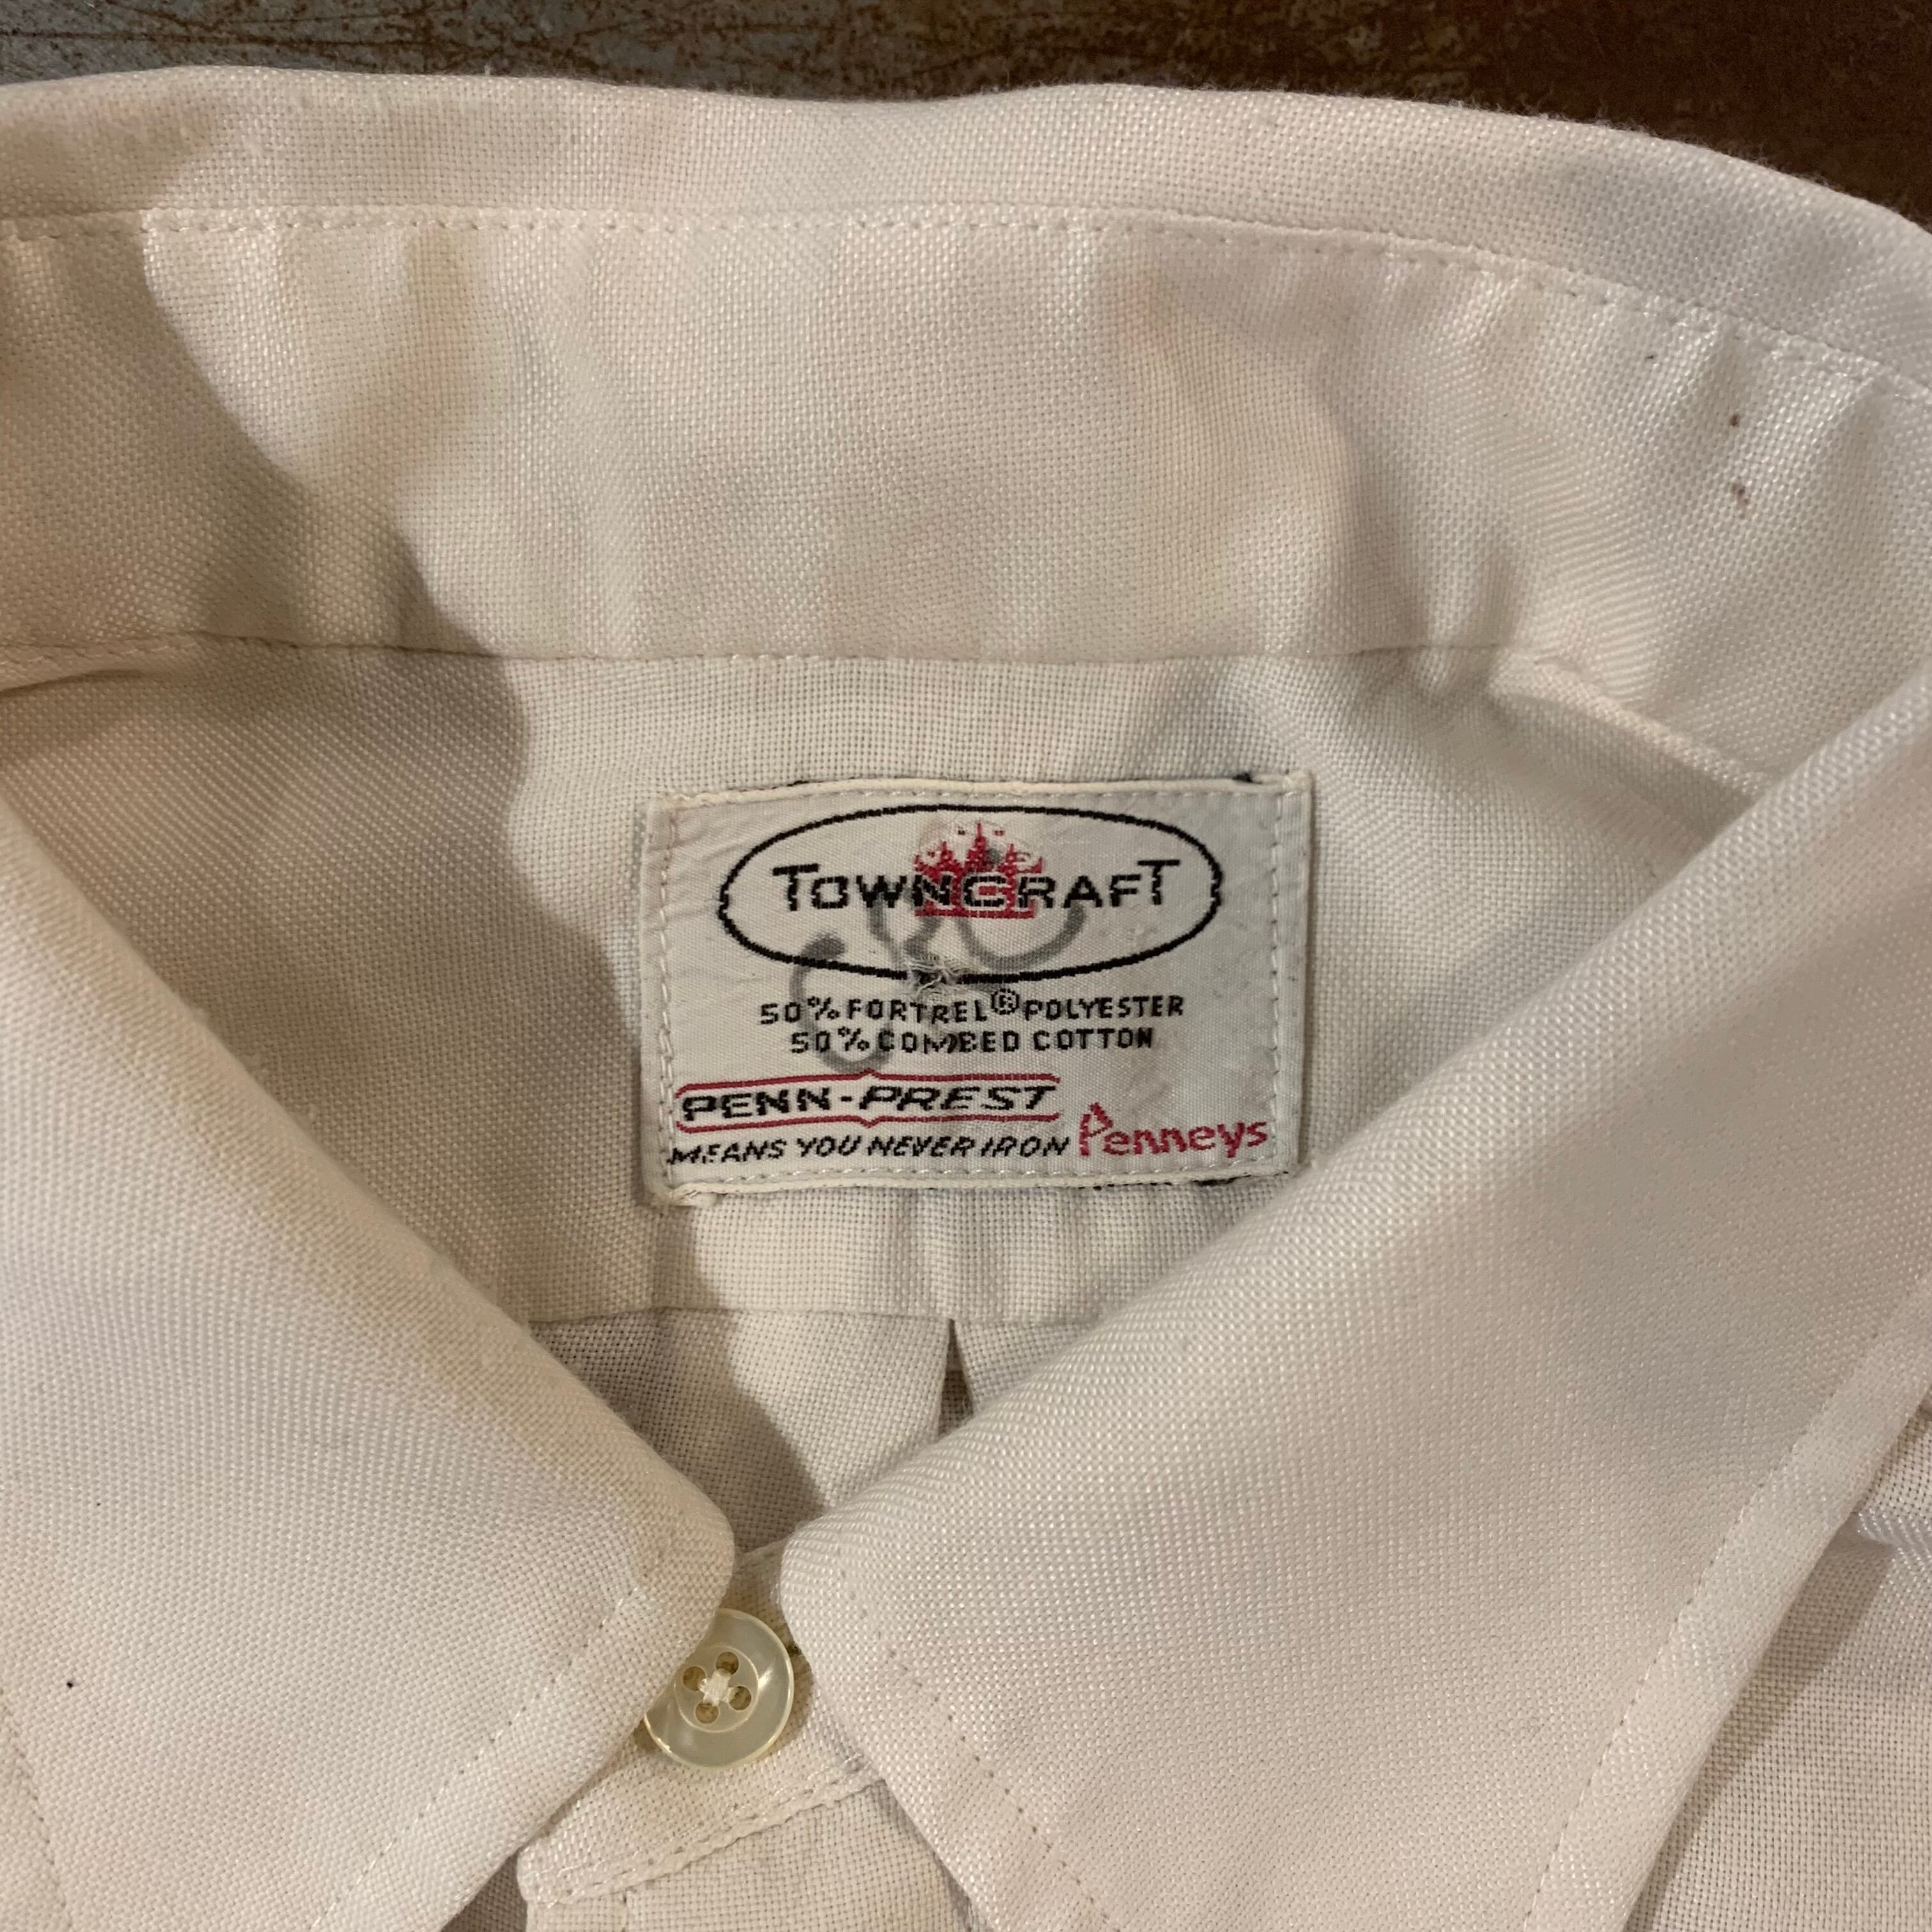 TOWNCRAFT
50% FORTREL® POLYESTER
50% COMBED COTTON
PENN-PREST
MEANS YOU NEVER IRON Penneys